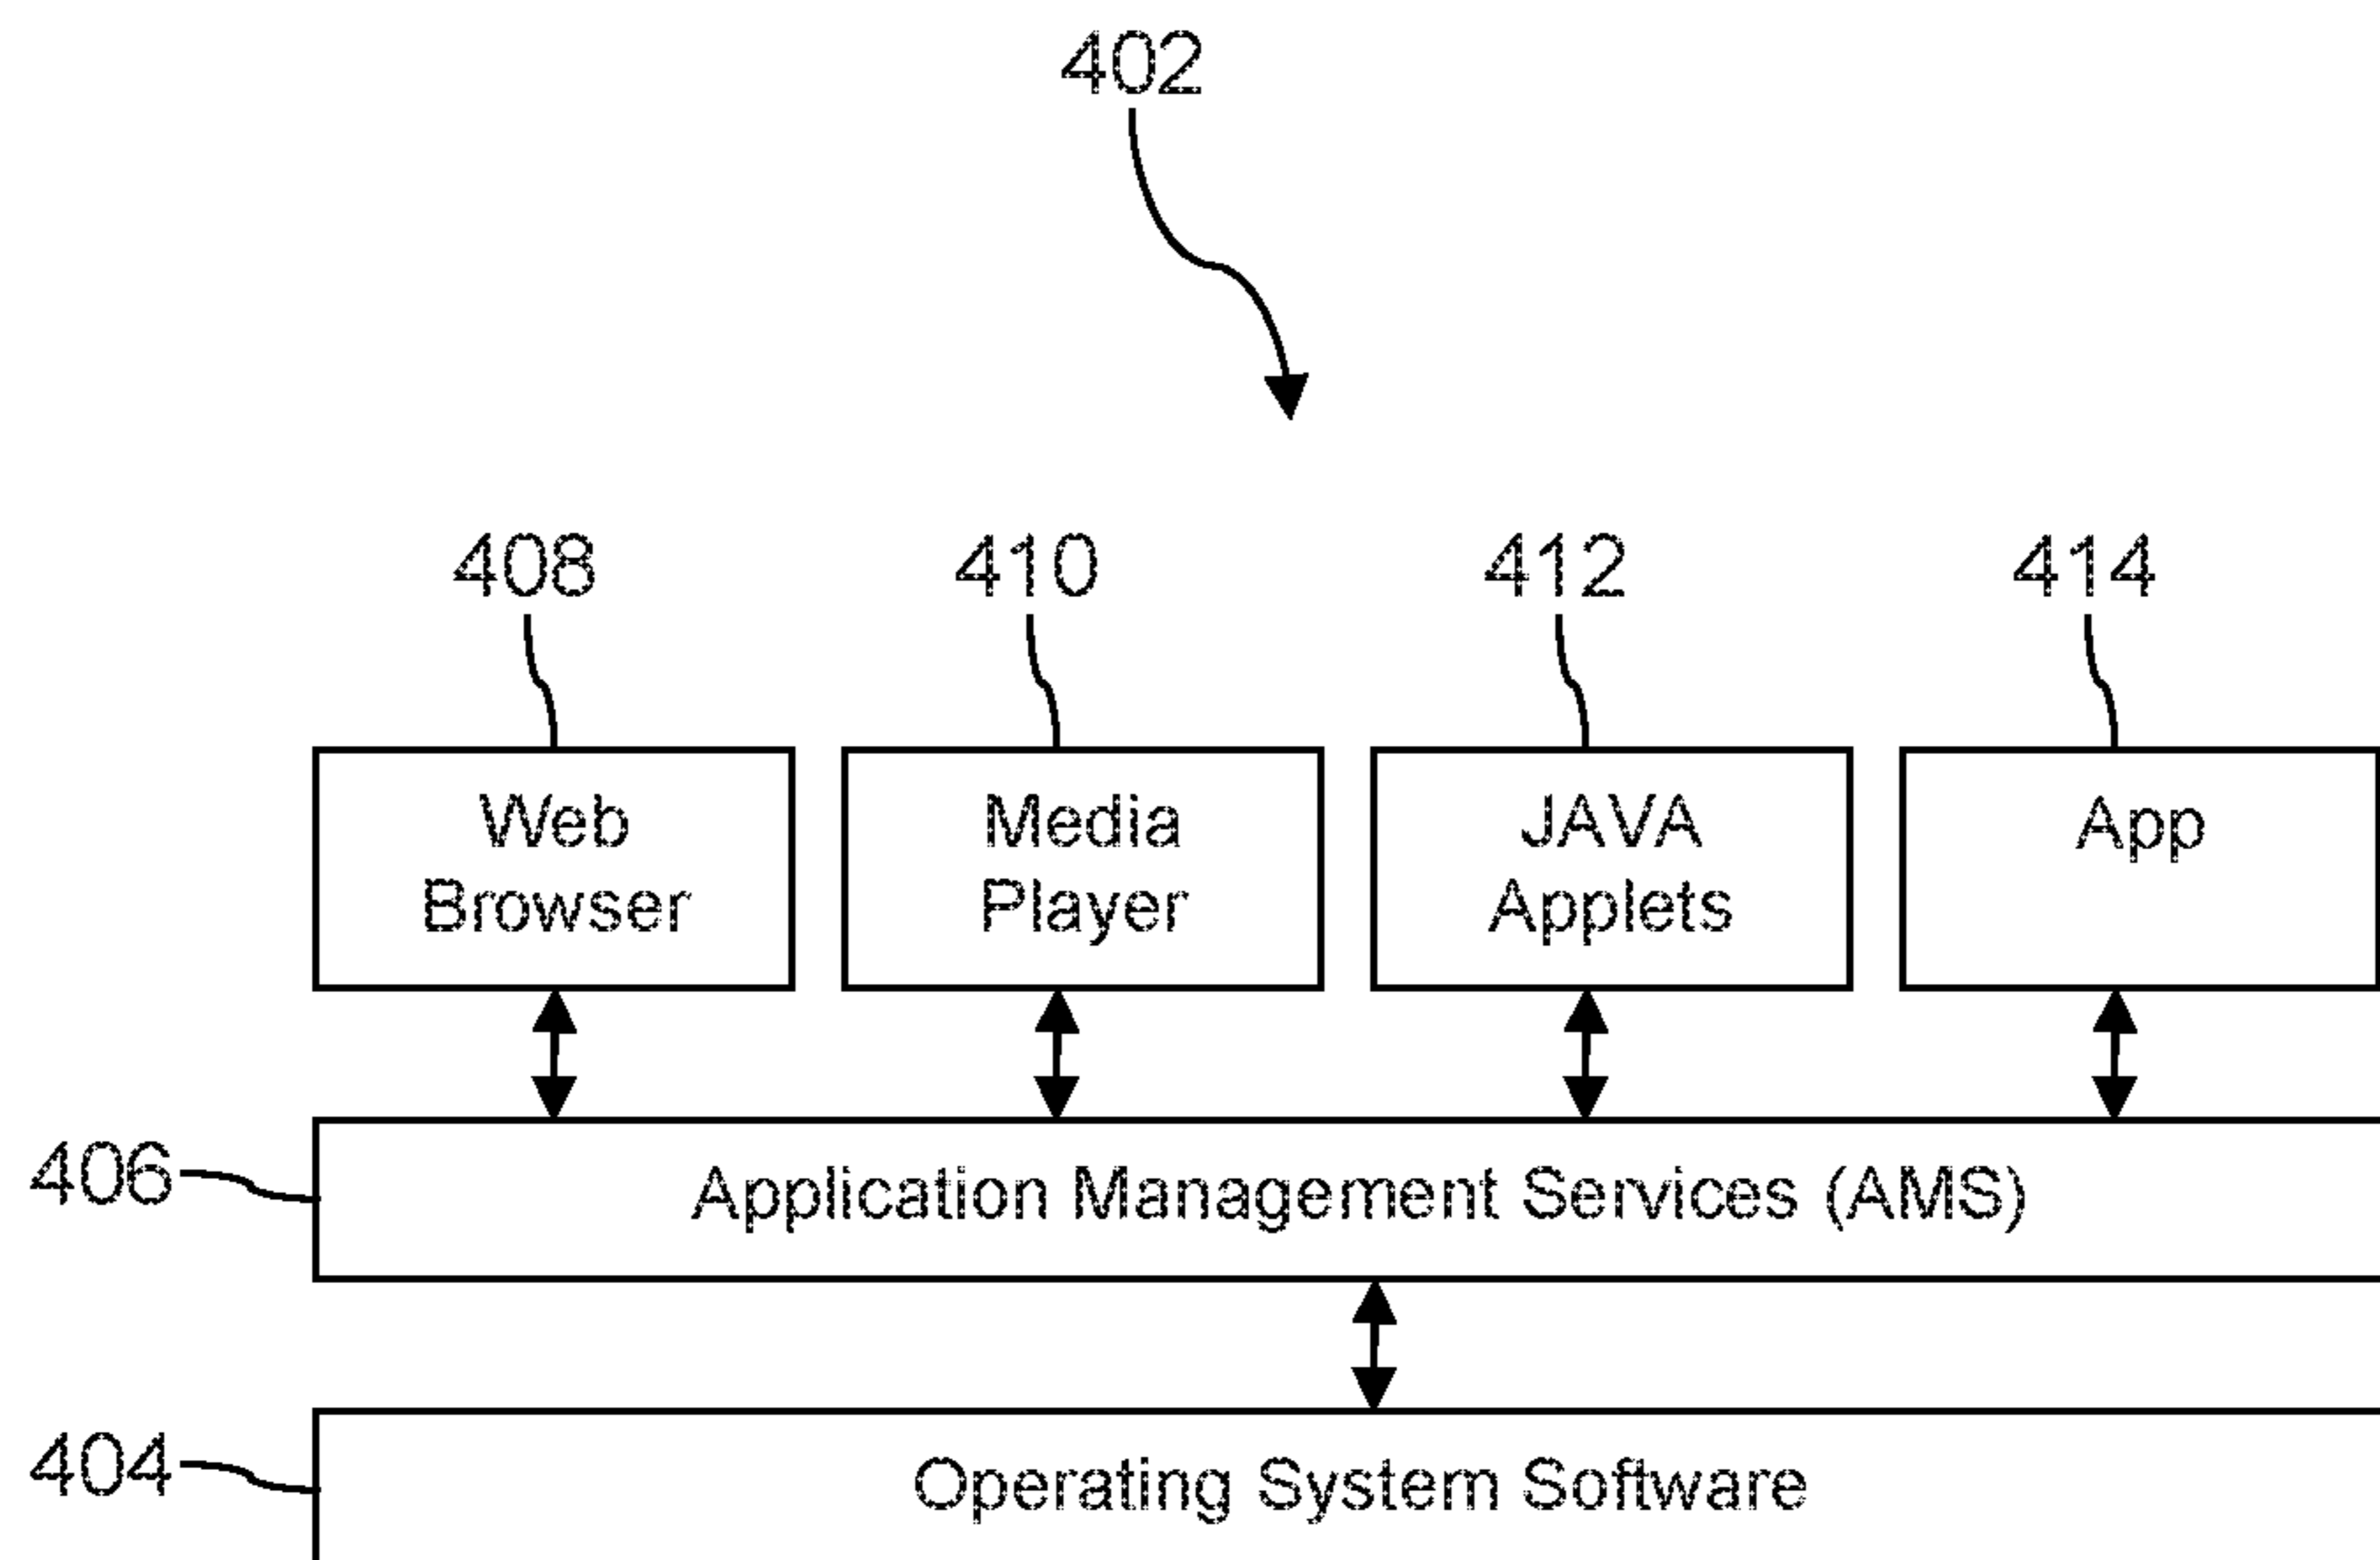 402
408 410 412 414
Web Browser
Media Player
JAVA Applets
App
406
Application Management Services (AMS)
404
Operating System Software